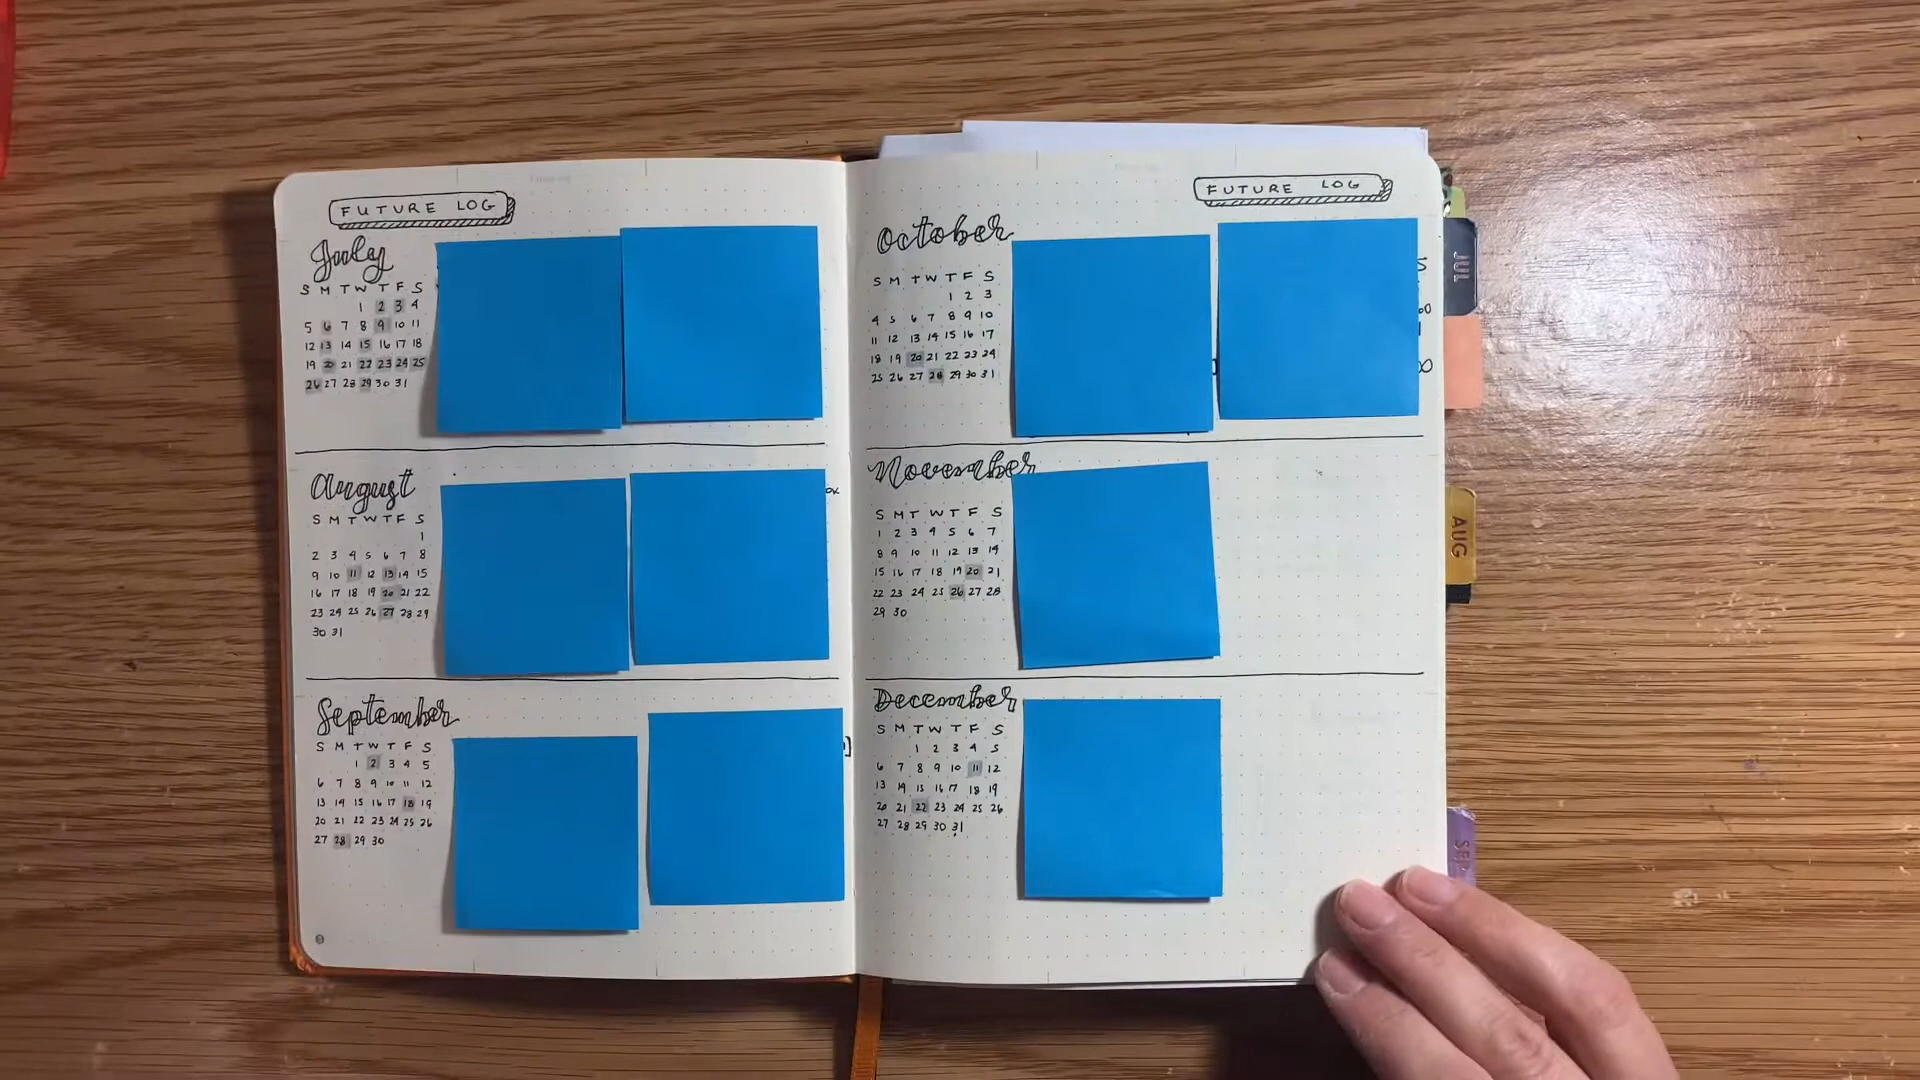 FUTURE LOG
July
S M T W T F S
1 2 3 4
5 6 7 8 9 10 11
12 13 14 15 16 17 18
19 20 21 22 23 24 25
26 27 28 29 30 31
August
S M T W T F S
1
2 3 4 5 6 7 8
9 10 11 12 13 14 15
16 17 18 19 20 21 22
23 24 25 26 27 28 29
30 31
September
S M T W T F S
1 2 3 4 5
6 7 8 9 10 11 12
13 14 15 16 17 18 19
20 21 22 23 24 25 26
27 28 29 30
FUTURE LOG
October
S M T W T F S
1 2 3
4 5 6 7 8 9 10
11 12 13 14 15 16 17
18 19 20 21 22 23 24
25 26 27 28 29 30 31
November
S M T W T F S
1 2 3 4 5 6 7
8 9 10 11 12 13 14
15 16 17 18 19 20 21
22 23 24 25 26 27 28
29 30
December
S M T W T F S
1 2 3 4 5
6 7 8 9 10 11 12
13 14 15 16 17 18 19
20 21 22 23 24 25 26
27 28 29 30 31
JUL
AUG
SEP